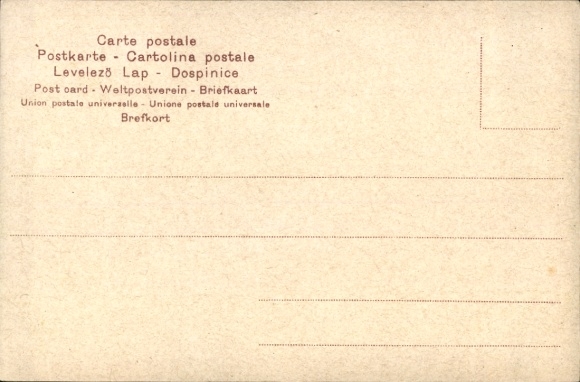 Carte postale
Postkarte - Cartolina postale
Levelező Lap - Dospinice
Post card - Weltpostverein - Briefkaart
Union postale universelle - Unione postale universale
Brefkort